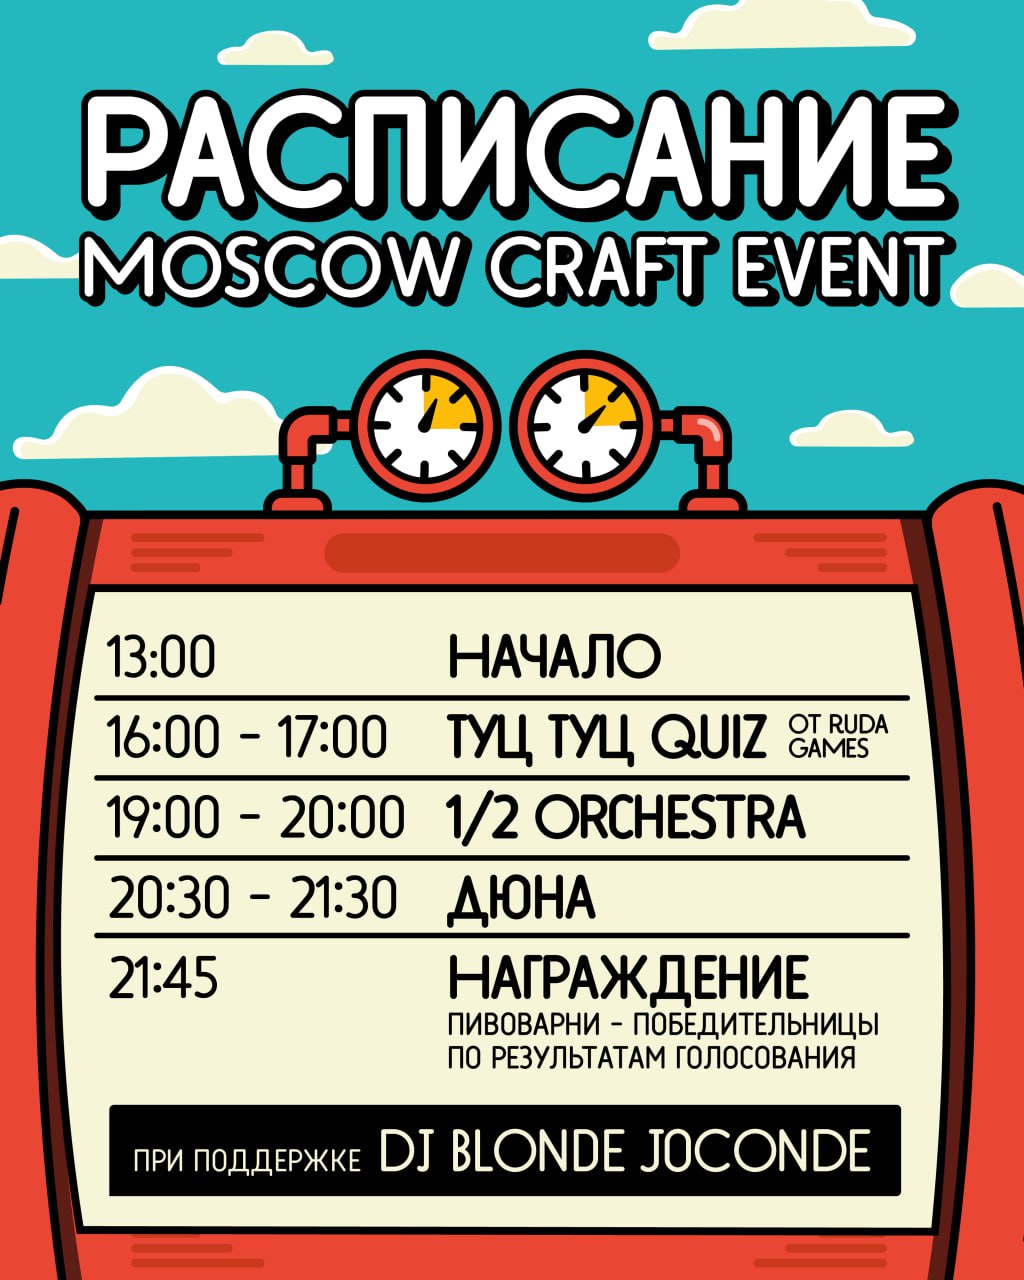 РАСПИСАНИЕ
MOSCOW CRAFT EVENT
13:00 НАЧАЛО
16:00 - 17:00 ТУЦ ТУЦ QUIZ ОТ RUDA
GAMES
19:00 - 20:00 1/2 ORCHESTRA
20:30 - 21:30 ДЮНА
21:45 НАГРАЖДЕНИЕ
ПИВОВАРНИ - ПОБЕДИТЕЛЬНИЦЫ
ПО РЕЗУЛЬТАТАМ ГОЛОСОВАНИЯ
ПРИ ПОДДЕРЖКЕ DJ BLONDE JOCONDE